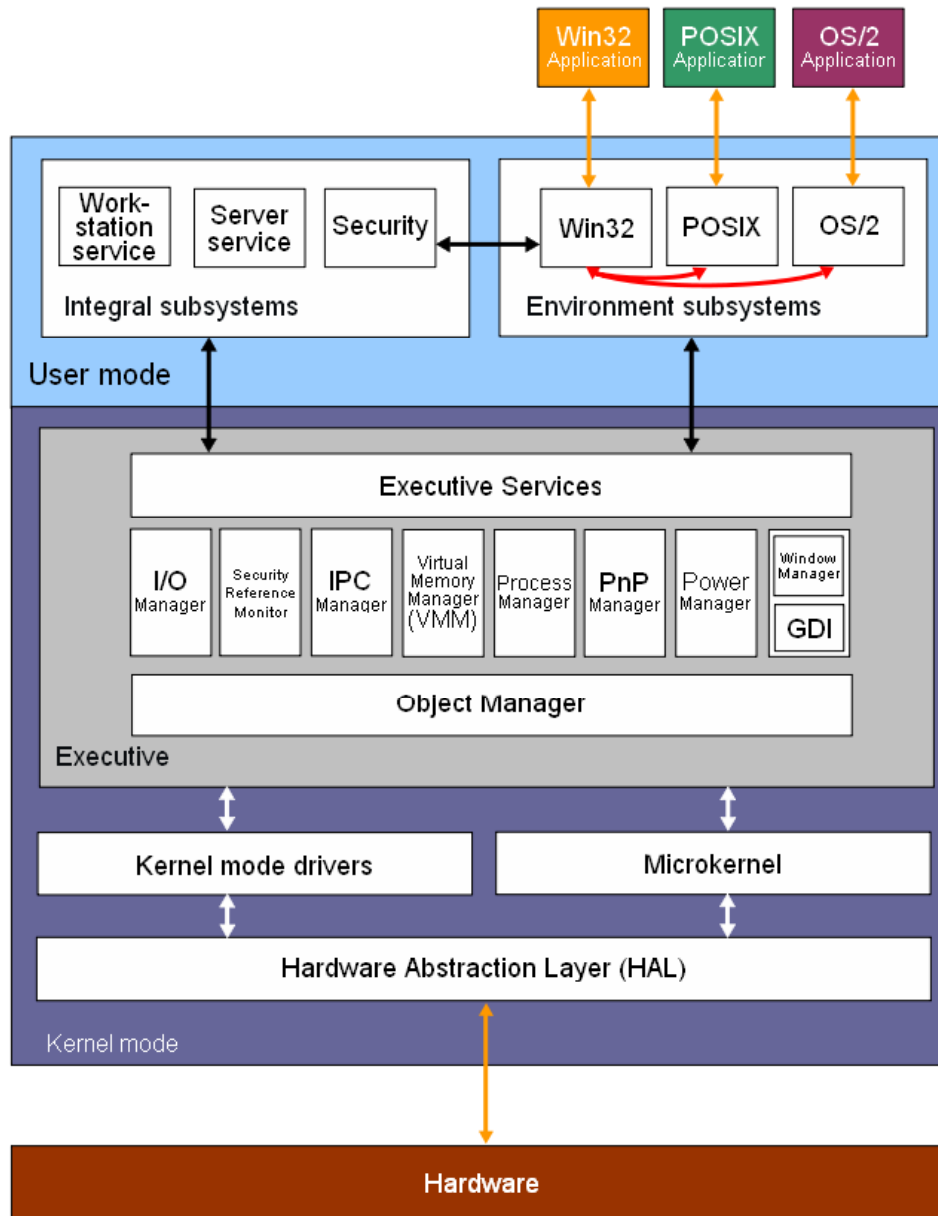 Win32
Application
POSIX
Applicatior
OS/2
Application
Work-
station
service
Server
service
Security
Integral subsystems
Win32
POSIX
OS/2
Environment subsystems
User mode
Executive Services
I/O
Manager
Security
Reference
Monitor
IPC
Manager
Virtual
Memory
Manager
(VMM)
Process
Manager
PnP
Manager
Power
Manager
Window
Manager
GDI
Object Manager
Executive
Kernel mode drivers
Microkernel
Hardware Abstraction Layer (HAL)
Kernel mode
Hardware